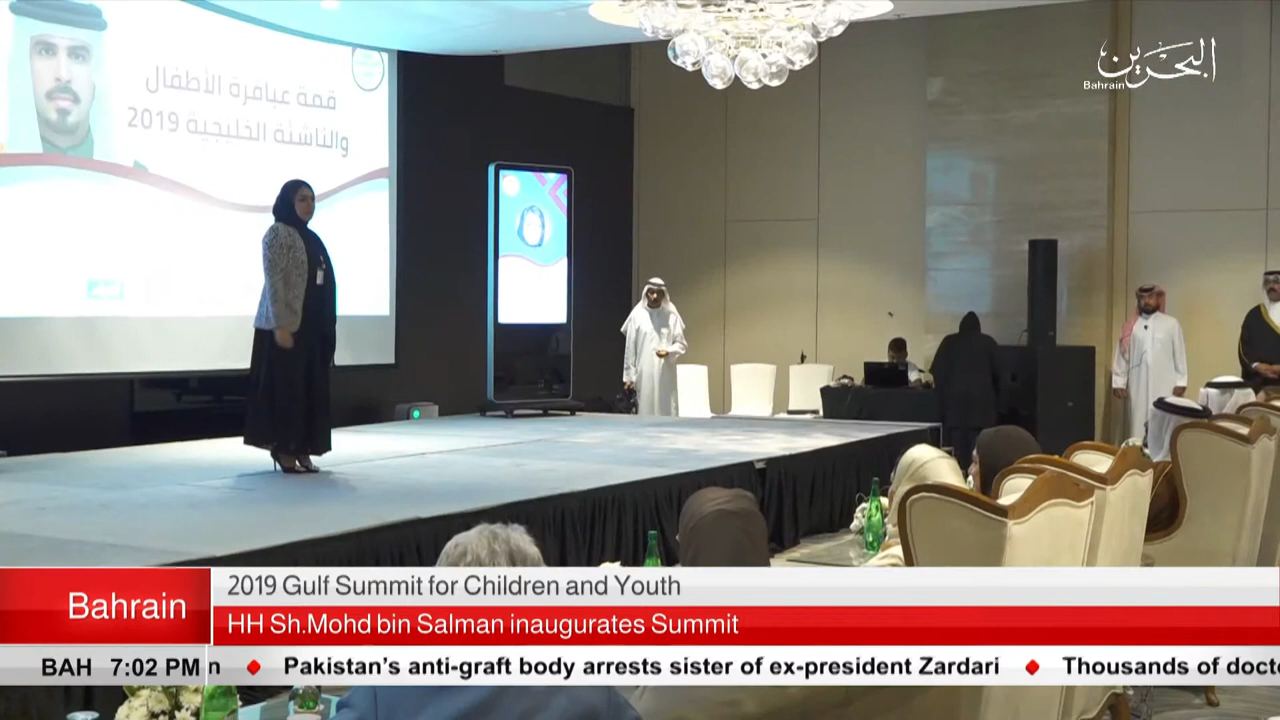 قمة عباقرة الأطفال
والناشئة الخليجية 2019
البحرين
Bahrain
Bahrain
2019 Gulf Summit for Children and Youth
HH Sh.Mohd bin Salman inaugurates Summit
BAH 7:02 PM
n ♦ Pakistan's anti-graft body arrests sister of ex-president Zardari ♦ Thousands of docto